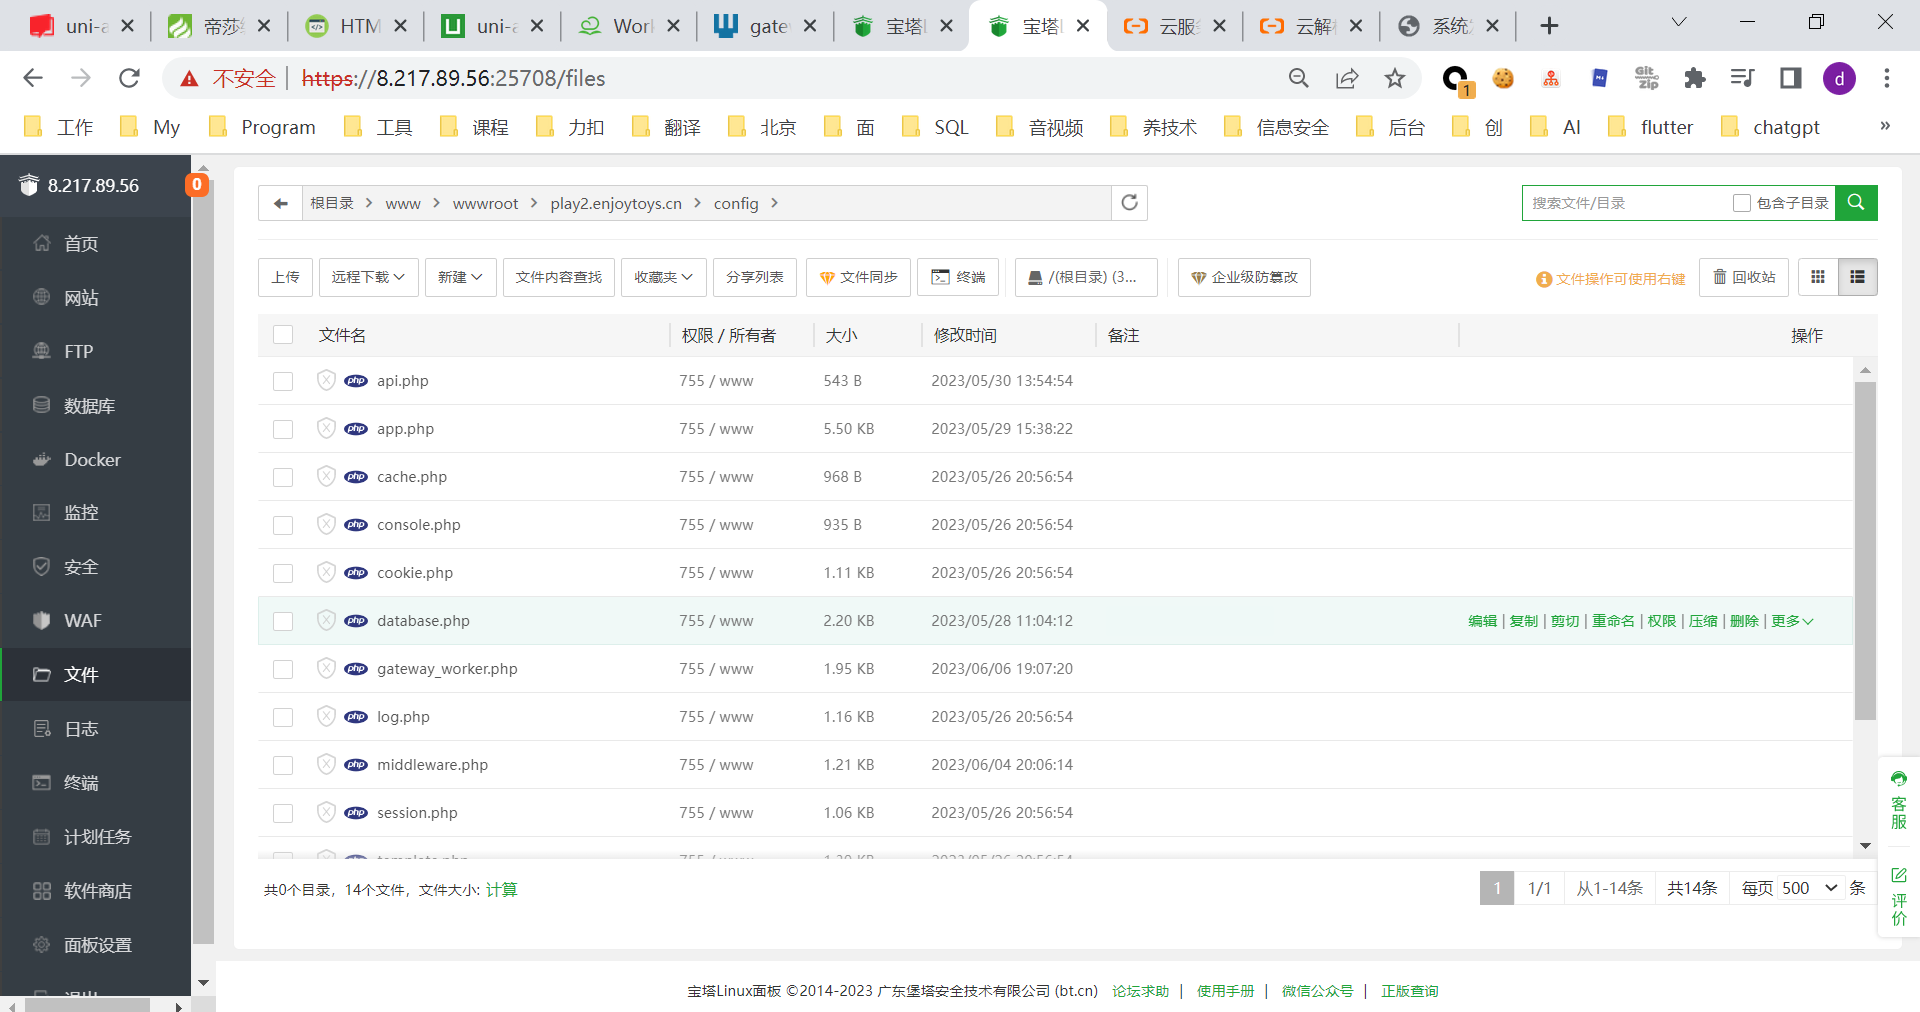 uni-a
帝莎
HTM
uni-a
Work
gate
宝塔L
宝塔L
云服务
云解
系统
不安全 https://8.217.89.56:25708/files
Git Zip
1
d
工作 My Program 工具 课程 力扣 翻译 北京 面 SQL 音视频 养技术 信息安全 后台 创 AI flutter chatgpt »
8.217.89.56 0
首页
网站
FTP
数据库
Docker
监控
安全
WAF
文件
日志
终端
计划任务
软件商店
面板设置
退出
根目录 www wwwroot play2.enjoytoys.cn config
搜索文件/目录 包含子目录
上传 远程下载 新建 文件内容查找 收藏夹 分享列表 文件同步 终端 /(根目录) (3... 企业级防篡改
文件操作可使用右键 回收站
文件名 权限 / 所有者 大小 修改时间 备注 操作
php api.php 755 / www 543 B 2023/05/30 13:54:54
php app.php 755 / www 5.50 KB 2023/05/29 15:38:22
php cache.php 755 / www 968 B 2023/05/26 20:56:54
php console.php 755 / www 935 B 2023/05/26 20:56:54
php cookie.php 755 / www 1.11 KB 2023/05/26 20:56:54
php database.php 755 / www 2.20 KB 2023/05/28 11:04:12 编辑 | 复制 | 剪切 | 重命名 | 权限 | 压缩 | 删除 | 更多
php gateway_worker.php 755 / www 1.95 KB 2023/06/06 19:07:20
php log.php 755 / www 1.16 KB 2023/05/26 20:56:54
php middleware.php 755 / www 1.21 KB 2023/06/04 20:06:14
php session.php 755 / www 1.06 KB 2023/05/26 20:56:54
共0个目录，14个文件，文件大小: 计算
1 1/1 从1-14条 共14条 每页 500 条
客服
评价
宝塔Linux面板 ©2014-2023 广东堡塔安全技术有限公司 (bt.cn) 论坛求助 | 使用手册 | 微信公众号 | 正版查询